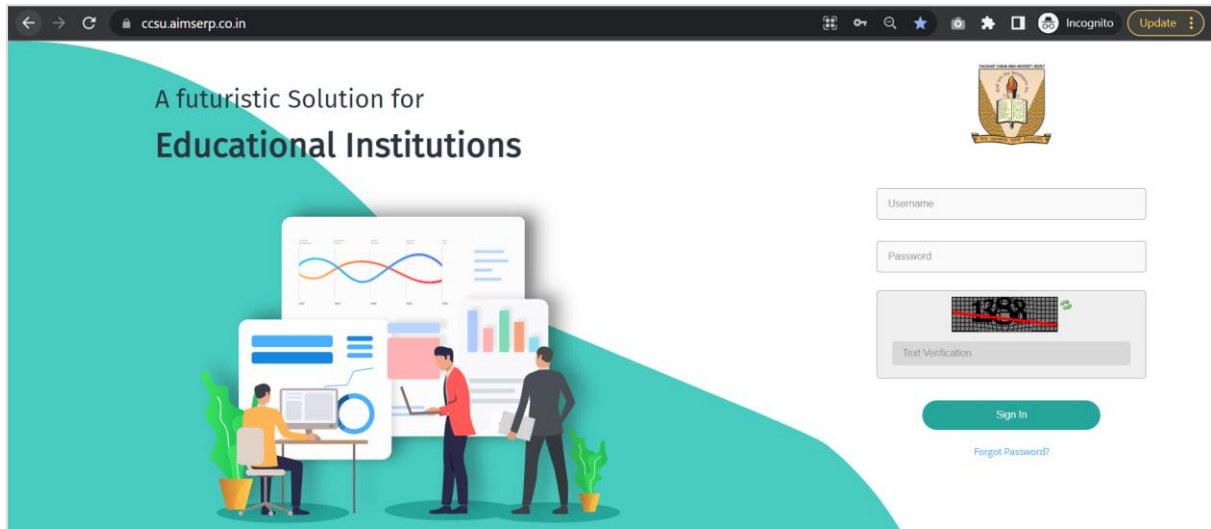 ccsu.aimserp.co.in
Incognito
Update
A futuristic Solution for
Educational Institutions
Username
Password
Text Verification
Sign In
Forgot Password?